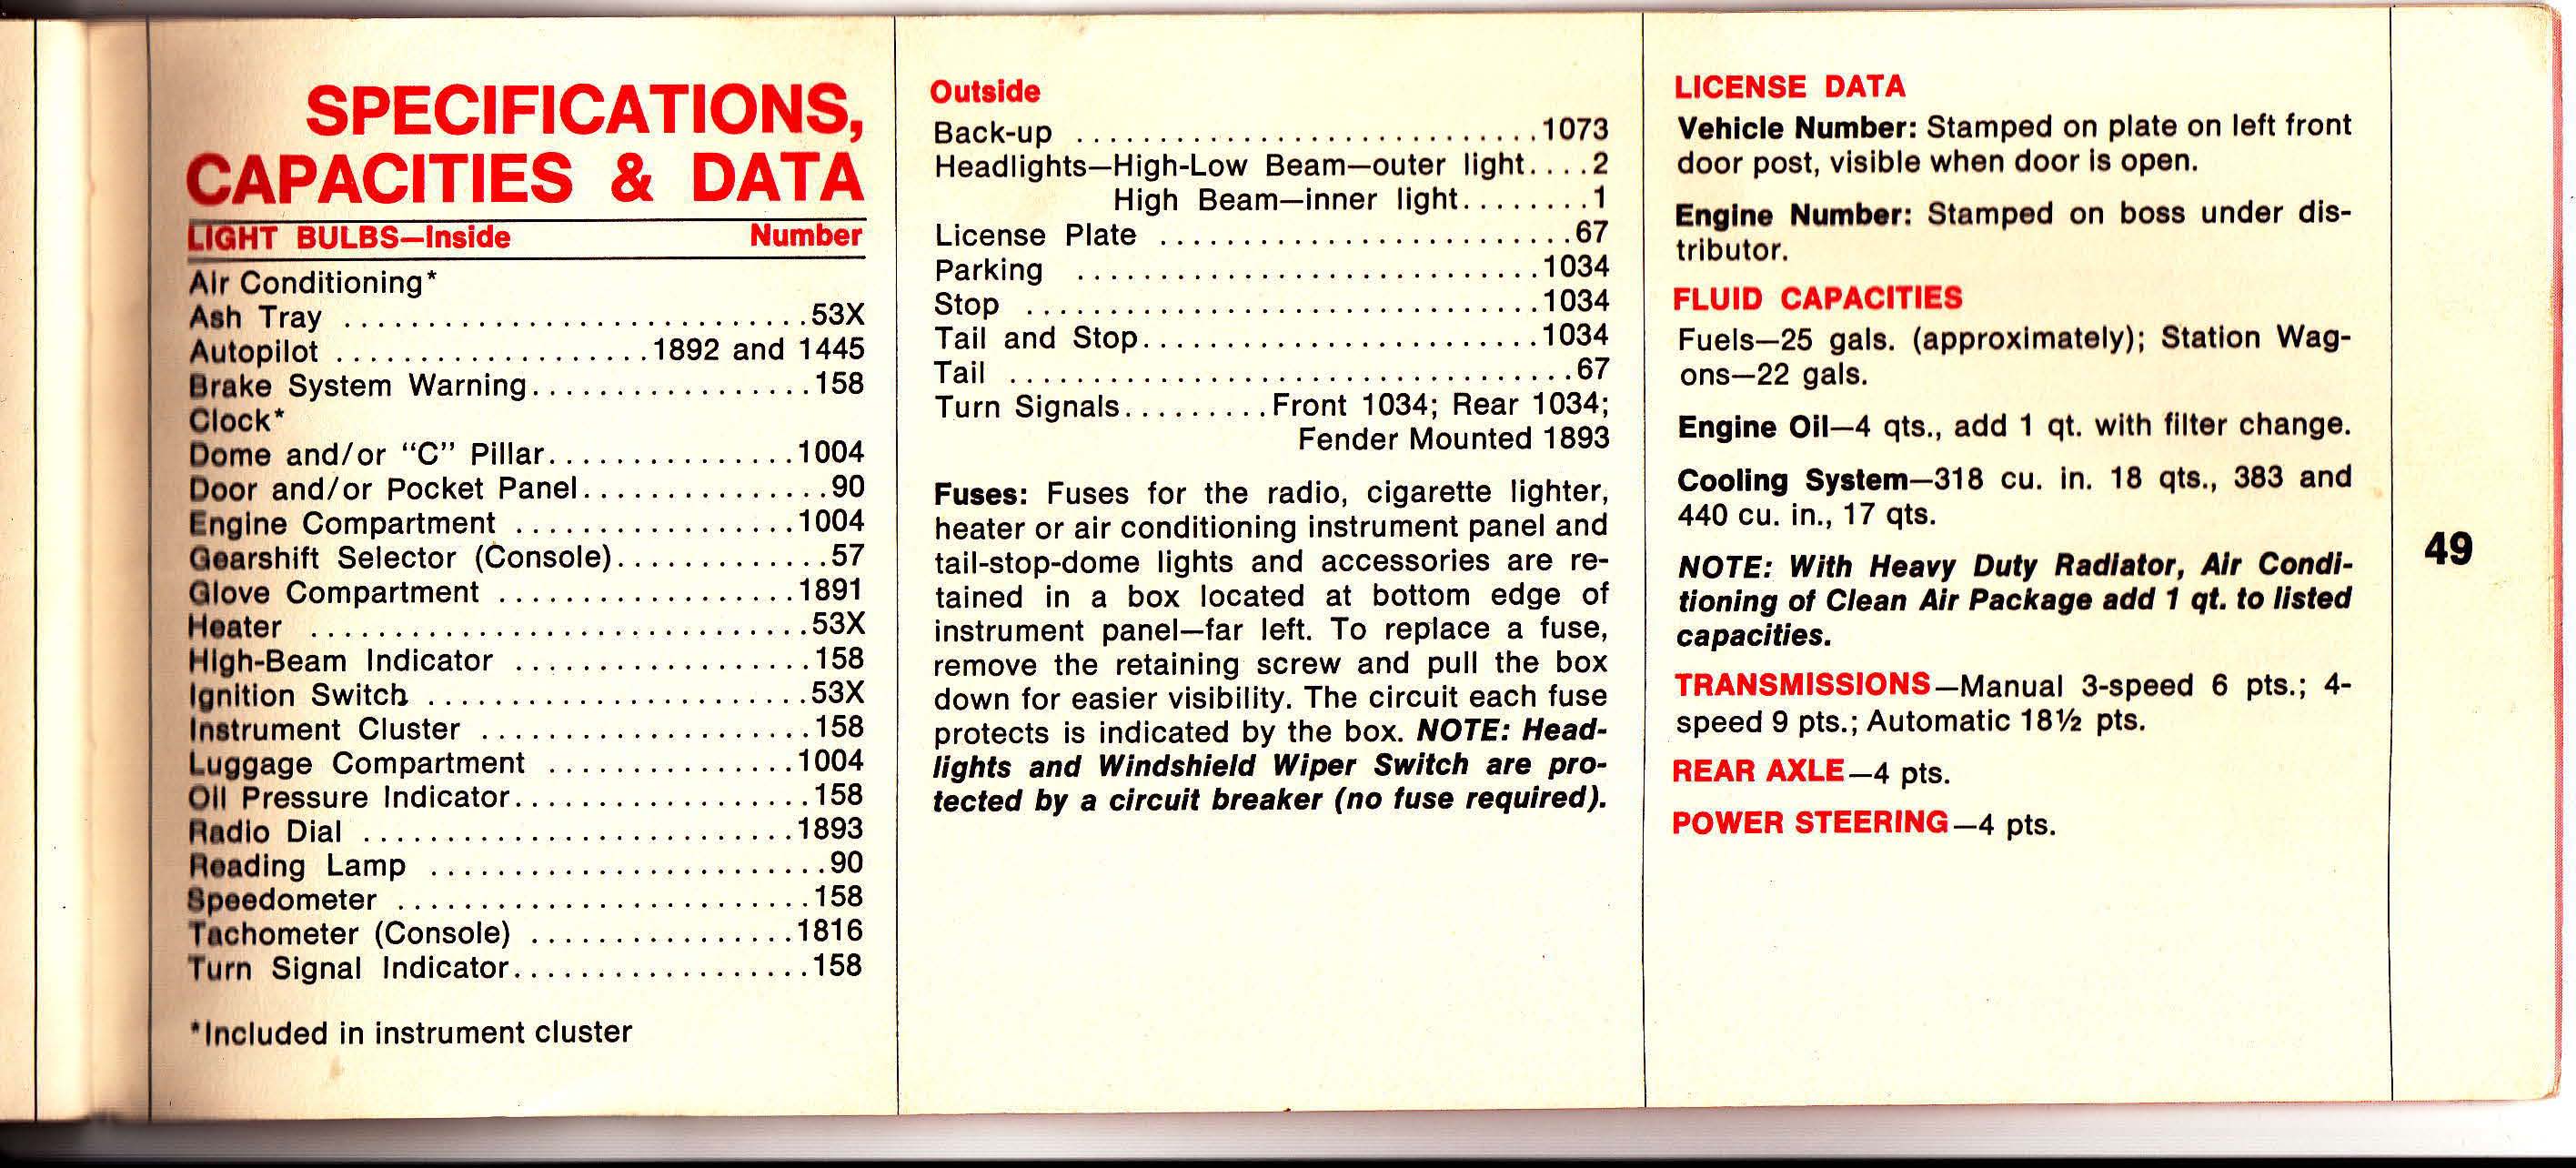 SPECIFICATIONS,
CAPACITIES & DATA
LIGHT BULBS—Inside Number
Air Conditioning*
Ash Tray ............................53X
Autopilot ...................1892 and 1445
Brake System Warning.................158
Clock*
Dome and/or “C” Pillar...............1004
Door and/or Pocket Panel...............90
Engine Compartment .................1004
Gearshift Selector (Console).............57
Glove Compartment ..................1891
Heater ..............................53X
High-Beam Indicator ..................158
Ignition Switch .......................53X
Instrument Cluster ....................158
Luggage Compartment ...............1004
Oil Pressure Indicator..................158
Radio Dial ..........................1893
Reading Lamp ........................90
Speedometer .........................158
Tachometer (Console) ................1816
Turn Signal Indicator..................158
*Included in instrument cluster
Outside
Back-up ............................1073
Headlights—High-Low Beam—outer light....2
High Beam—inner light........1
License Plate .........................67
Parking ............................1034
Stop ...............................1034
Tail and Stop........................1034
Tail ..................................67
Turn Signals.........Front 1034; Rear 1034;
Fender Mounted 1893
Fuses: Fuses for the radio, cigarette lighter,
heater or air conditioning instrument panel and
tail-stop-dome lights and accessories are re-
tained in a box located at bottom edge of
instrument panel—far left. To replace a fuse,
remove the retaining screw and pull the box
down for easier visibility. The circuit each fuse
protects is indicated by the box. NOTE: Head-
lights and Windshield Wiper Switch are pro-
tected by a circuit breaker (no fuse required).
LICENSE DATA
Vehicle Number: Stamped on plate on left front
door post, visible when door is open.
Engine Number: Stamped on boss under dis-
tributor.
FLUID CAPACITIES
Fuels—25 gals. (approximately); Station Wag-
ons—22 gals.
Engine Oil—4 qts., add 1 qt. with filter change.
Cooling System—318 cu. in. 18 qts., 383 and
440 cu. in., 17 qts.
NOTE: With Heavy Duty Radiator, Air Condi-
tioning of Clean Air Package add 1 qt. to listed
capacities.
TRANSMISSIONS—Manual 3-speed 6 pts.; 4-
speed 9 pts.; Automatic 18½ pts.
REAR AXLE—4 pts.
POWER STEERING—4 pts.
49